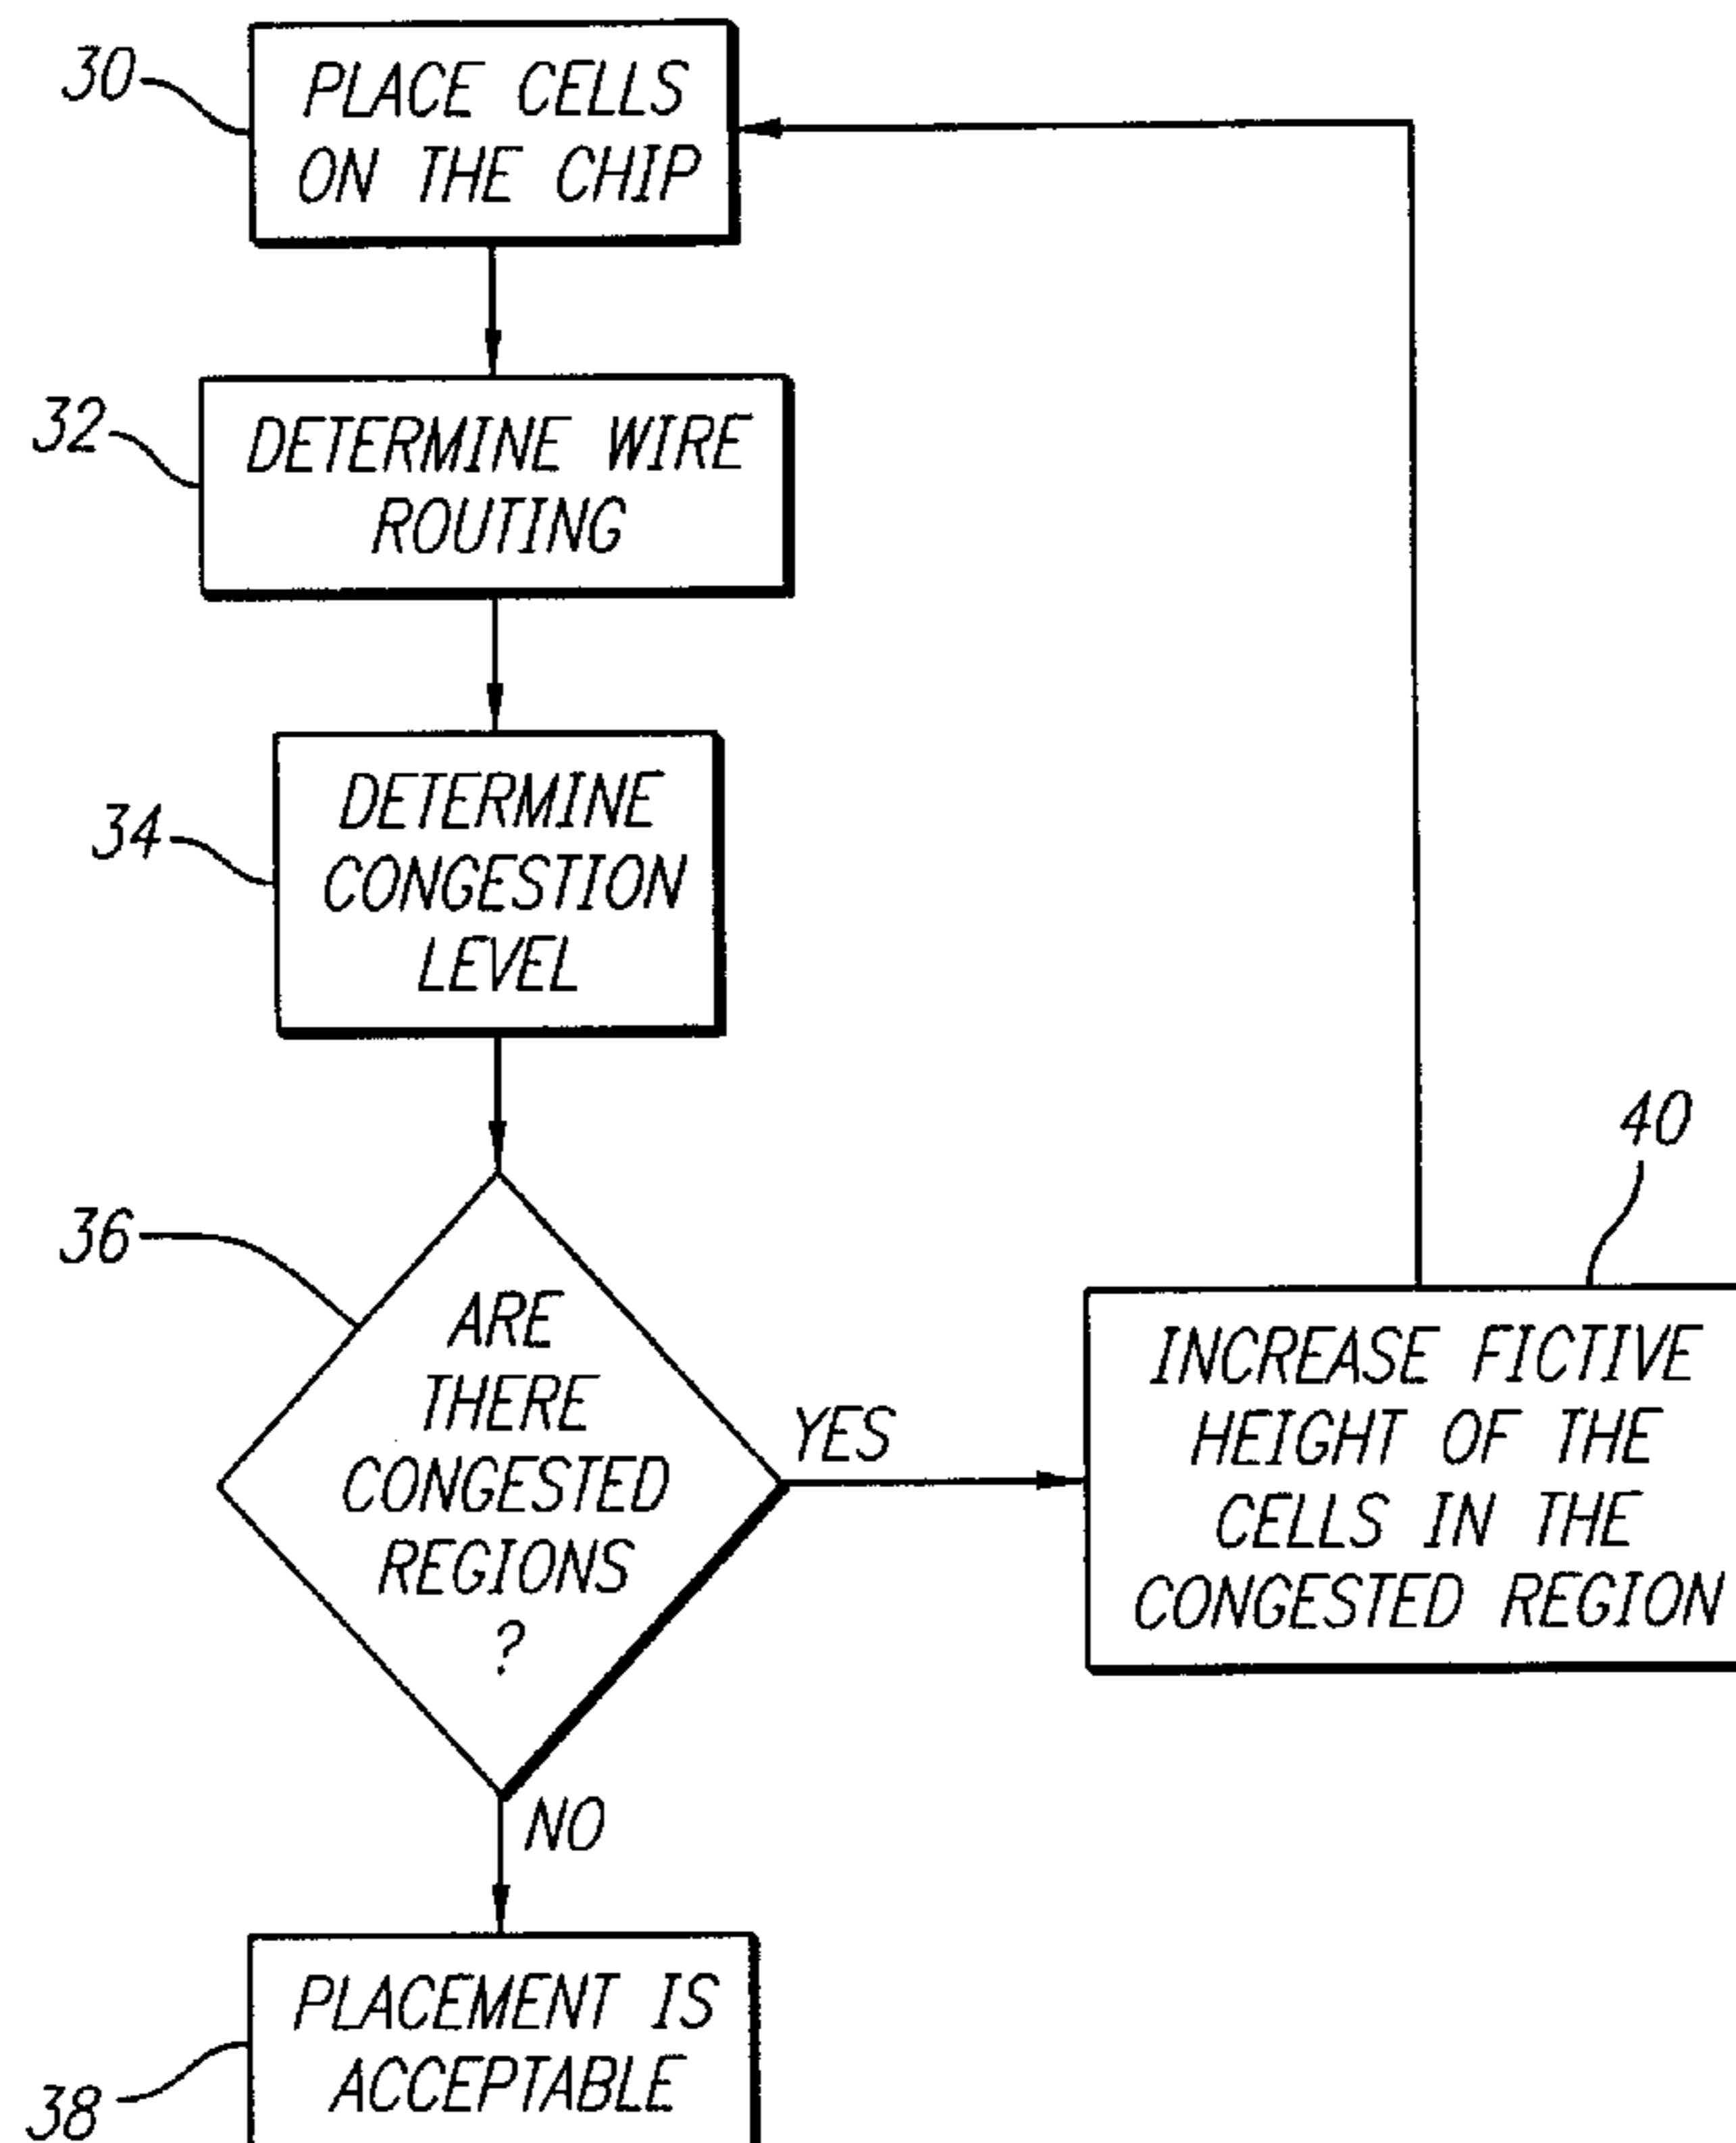 30
PLACE CELLS
ON THE CHIP
32
DETERMINE WIRE
ROUTING
34
DETERMINE
CONGESTION
LEVEL
36
ARE
THERE
CONGESTED
REGIONS
?
YES
40
INCREASE FICTIVE
HEIGHT OF THE
CELLS IN THE
CONGESTED REGION
NO
PLACEMENT IS
ACCEPTABLE
38